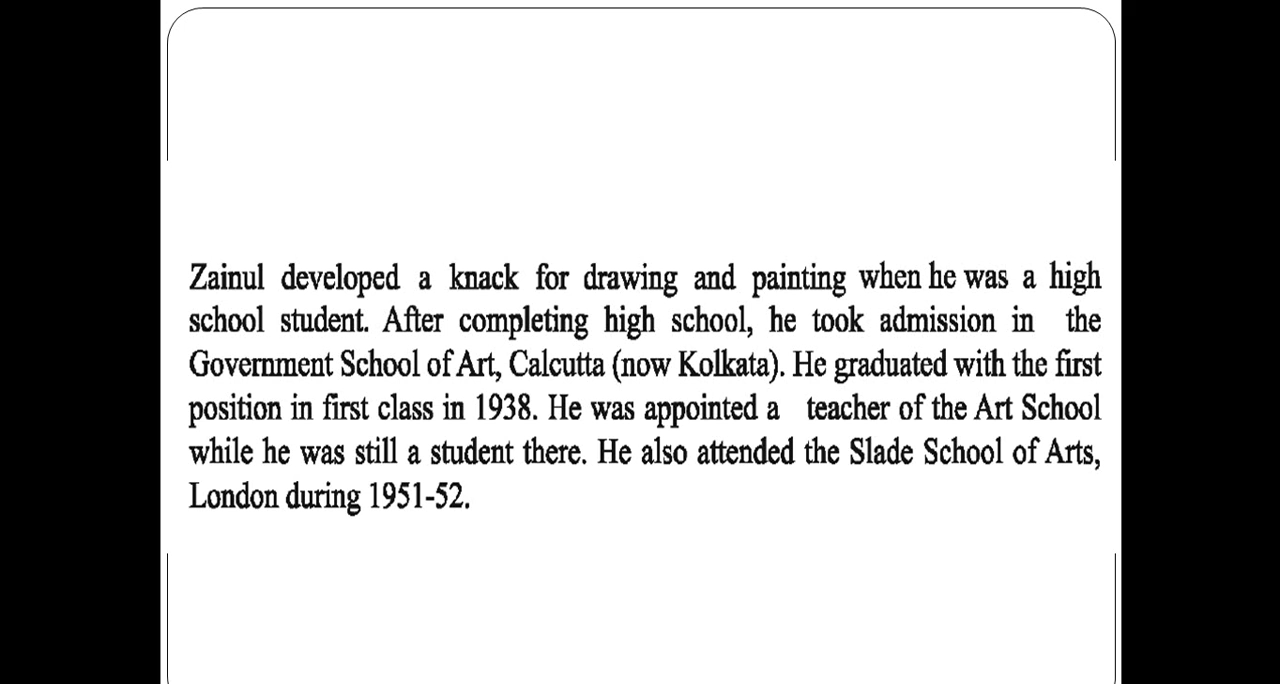 Zainul developed a knack for drawing and painting when he was a high
school student. After completing high school, he took admission in the
Government School of Art, Calcutta (now Kolkata). He graduated with the first
position in first class in 1938. He was appointed a teacher of the Art School
while he was still a student there. He also attended the Slade School of Arts,
London during 1951-52.